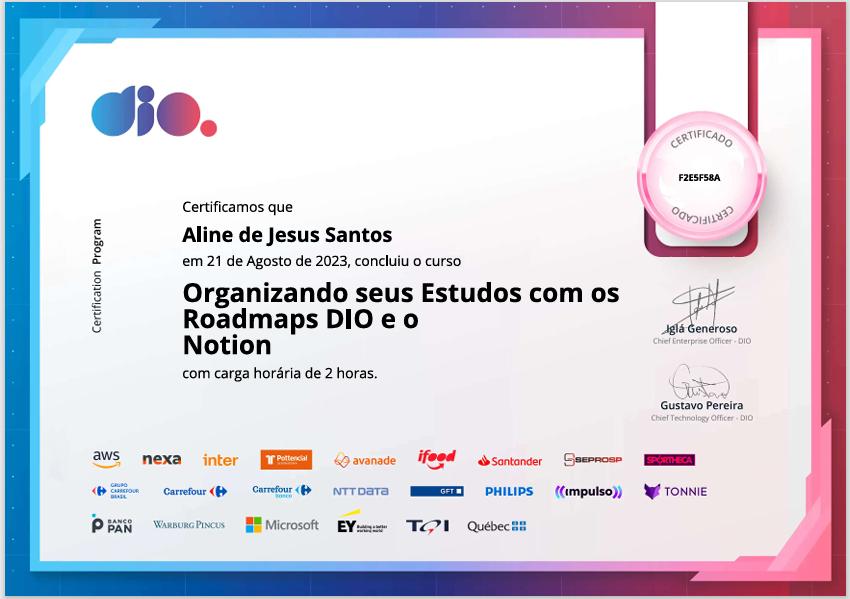 dio.
CERTIFICADO
F2E5F58A
CERTIFICADO
Certification Program
Certificamos que
Aline de Jesus Santos
em 21 de Agosto de 2023, concluiu o curso
Organizando seus Estudos com os
Roadmaps DIO e o
Notion
com carga horária de 2 horas.
Iglá Generoso
Chief Enterprise Officer - DIO
Gustavo Pereira
Chief Technology Officer - DIO
aws nexa inter Pottencial avanade ifood Santander SEPROSP SPORTHECA
GRUPO CARREFOUR BRASIL Carrefour Carrefour banco NTT DATA GFT PHILIPS impulso TONNIE
BANCO PAN WARBURG PINCUS Microsoft EY Building a better working world TQI Québec